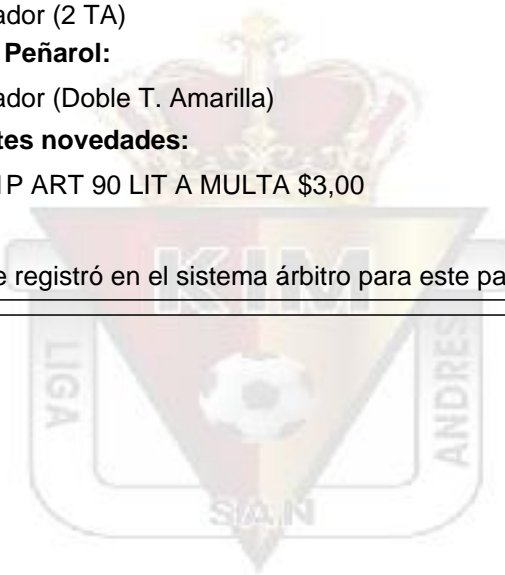 ador (2 TA)
Peñarol:
ador (Doble T. Amarilla)
tes novedades:
P ART 90 LIT A MULTA $3,00
e registró en el sistema árbitro para este pa
KIM
LIGA
ANDRES
SAN